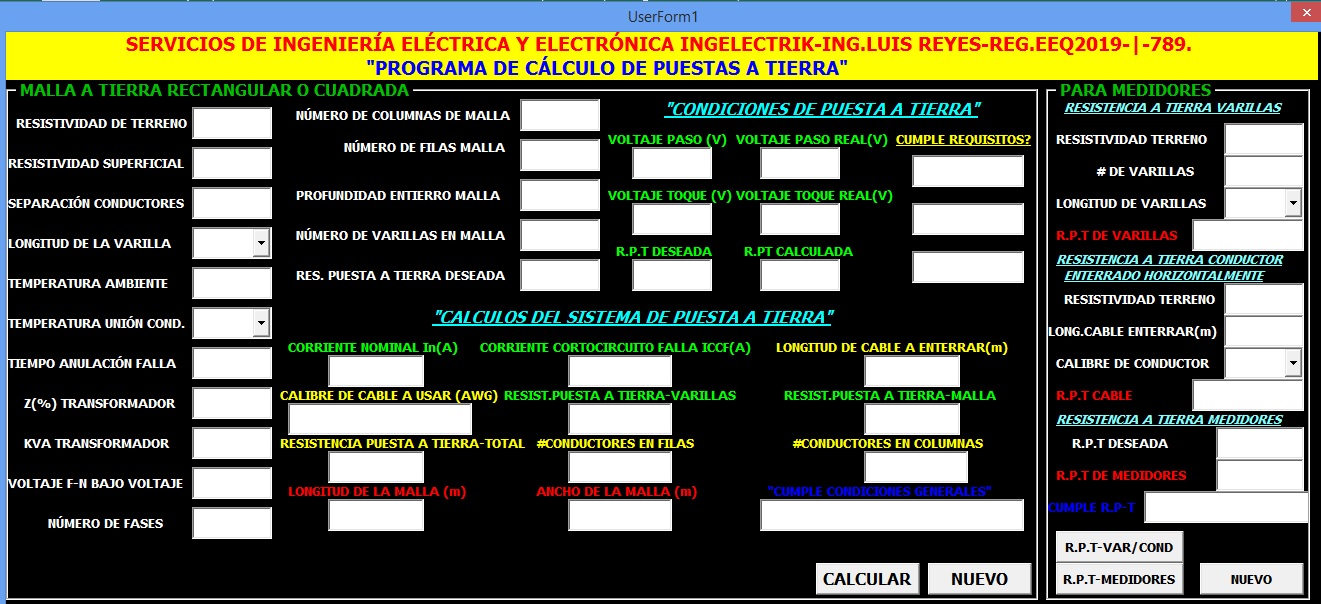 UserForm1
SERVICIOS DE INGENIERÍA ELÉCTRICA Y ELECTRÓNICA INGELECTRIK-ING.LUIS REYES-REG.EEQ2019-|-789.
"PROGRAMA DE CÁLCULO DE PUESTAS A TIERRA"
MALLA A TIERRA RECTANGULAR O CUADRADA
RESISTIVIDAD DE TERRENO
RESISTIVIDAD SUPERFICIAL
SEPARACIÓN CONDUCTORES
LONGITUD DE LA VARILLA
TEMPERATURA AMBIENTE
TEMPERATURA UNIÓN COND.
TIEMPO ANULACIÓN FALLA
Z(%) TRANSFORMADOR
KVA TRANSFORMADOR
VOLTAJE F-N BAJO VOLTAJE
NÚMERO DE FASES
NÚMERO DE COLUMNAS DE MALLA
NÚMERO DE FILAS MALLA
PROFUNDIDAD ENTIERRO MALLA
NÚMERO DE VARILLAS EN MALLA
RES. PUESTA A TIERRA DESEADA
"CONDICIONES DE PUESTA A TIERRA"
VOLTAJE PASO (V) VOLTAJE PASO REAL(V) CUMPLE REQUISITOS?
VOLTAJE TOQUE (V) VOLTAJE TOQUE REAL(V)
R.P.T DESEADA R.PT CALCULADA
"CALCULOS DEL SISTEMA DE PUESTA A TIERRA"
CORRIENTE NOMINAL In(A) CORRIENTE CORTOCIRCUITO FALLA ICCF(A) LONGITUD DE CABLE A ENTERRAR(m)
CALIBRE DE CABLE A USAR (AWG) RESIST.PUESTA A TIERRA-VARILLAS RESIST.PUESTA A TIERRA-MALLA
RESISTENCIA PUESTA A TIERRA-TOTAL #CONDUCTORES EN FILAS #CONDUCTORES EN COLUMNAS
LONGITUD DE LA MALLA (m) ANCHO DE LA MALLA (m) "CUMPLE CONDICIONES GENERALES"
CALCULAR NUEVO
PARA MEDIDORES
RESISTENCIA A TIERRA VARILLAS
RESISTIVIDAD TERRENO
# DE VARILLAS
LONGITUD DE VARILLAS
R.P.T DE VARILLAS
RESISTENCIA A TIERRA CONDUCTOR
ENTERRADO HORIZONTALMENTE
RESISTIVIDAD TERRENO
LONG.CABLE ENTERRAR(m)
CALIBRE DE CONDUCTOR
R.P.T CABLE
RESISTENCIA A TIERRA MEDIDORES
R.P.T DESEADA
R.P.T DE MEDIDORES
CUMPLE R.P-T
R.P.T-VAR/COND
R.P.T-MEDIDORES NUEVO